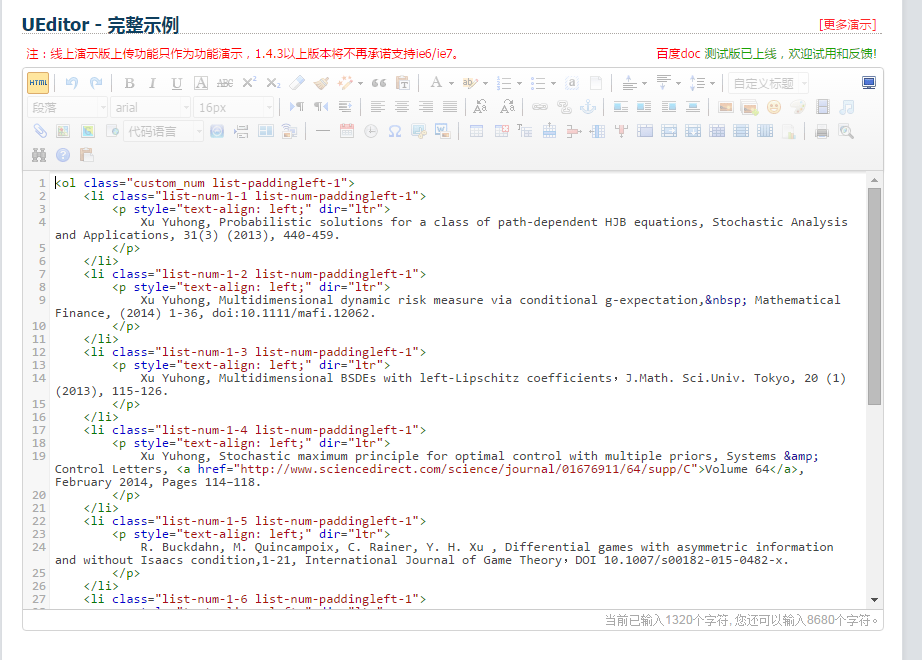 UEditor - 完整示例
[更多演示]
注：线上演示版上传功能只作为功能演示，1.4.3以上版本将不再承诺支持ie6/ie7。
百度doc 测试版已上线，欢迎试用和反馈!
HTML B I U A ABC X² X₂ A ab a 自定义标题
段落 arial 16px
代码语言
1 <ol class="custom_num list-paddingleft-1">
2 <li class="list-num-1-1 list-num-paddingleft-1">
3 <p style="text-align: left;" dir="ltr">
4 Xu Yuhong, Probabilistic solutions for a class of path-dependent HJB equations, Stochastic Analysis
and Applications, 31(3) (2013), 440-459.
5 </p>
6 </li>
7 <li class="list-num-1-2 list-num-paddingleft-1">
8 <p style="text-align: left;" dir="ltr">
9 Xu Yuhong, Multidimensional dynamic risk measure via conditional g-expectation,&nbsp; Mathematical
Finance, (2014) 1-36, doi:10.1111/mafi.12062.
10 </p>
11 </li>
12 <li class="list-num-1-3 list-num-paddingleft-1">
13 <p style="text-align: left;" dir="ltr">
14 Xu Yuhong, Multidimensional BSDEs with left-Lipschitz coefficients，J.Math. Sci.Univ. Tokyo, 20 (1)
(2013), 115-126.
15 </p>
16 </li>
17 <li class="list-num-1-4 list-num-paddingleft-1">
18 <p style="text-align: left;" dir="ltr">
19 Xu Yuhong, Stochastic maximum principle for optimal control with multiple priors, Systems &amp;
Control Letters, <a href="http://www.sciencedirect.com/science/journal/01676911/64/supp/C">Volume 64</a>,
February 2014, Pages 114–118.
20 </p>
21 </li>
22 <li class="list-num-1-5 list-num-paddingleft-1">
23 <p style="text-align: left;" dir="ltr">
24 R. Buckdahn, M. Quincampoix, C. Rainer, Y. H. Xu , Differential games with asymmetric information
and without Isaacs condition,1-21, International Journal of Game Theory，DOI 10.1007/s00182-015-0482-x.
25 </p>
26 </li>
27 <li class="list-num-1-6 list-num-paddingleft-1">
当前已输入1320个字符, 您还可以输入8680个字符。